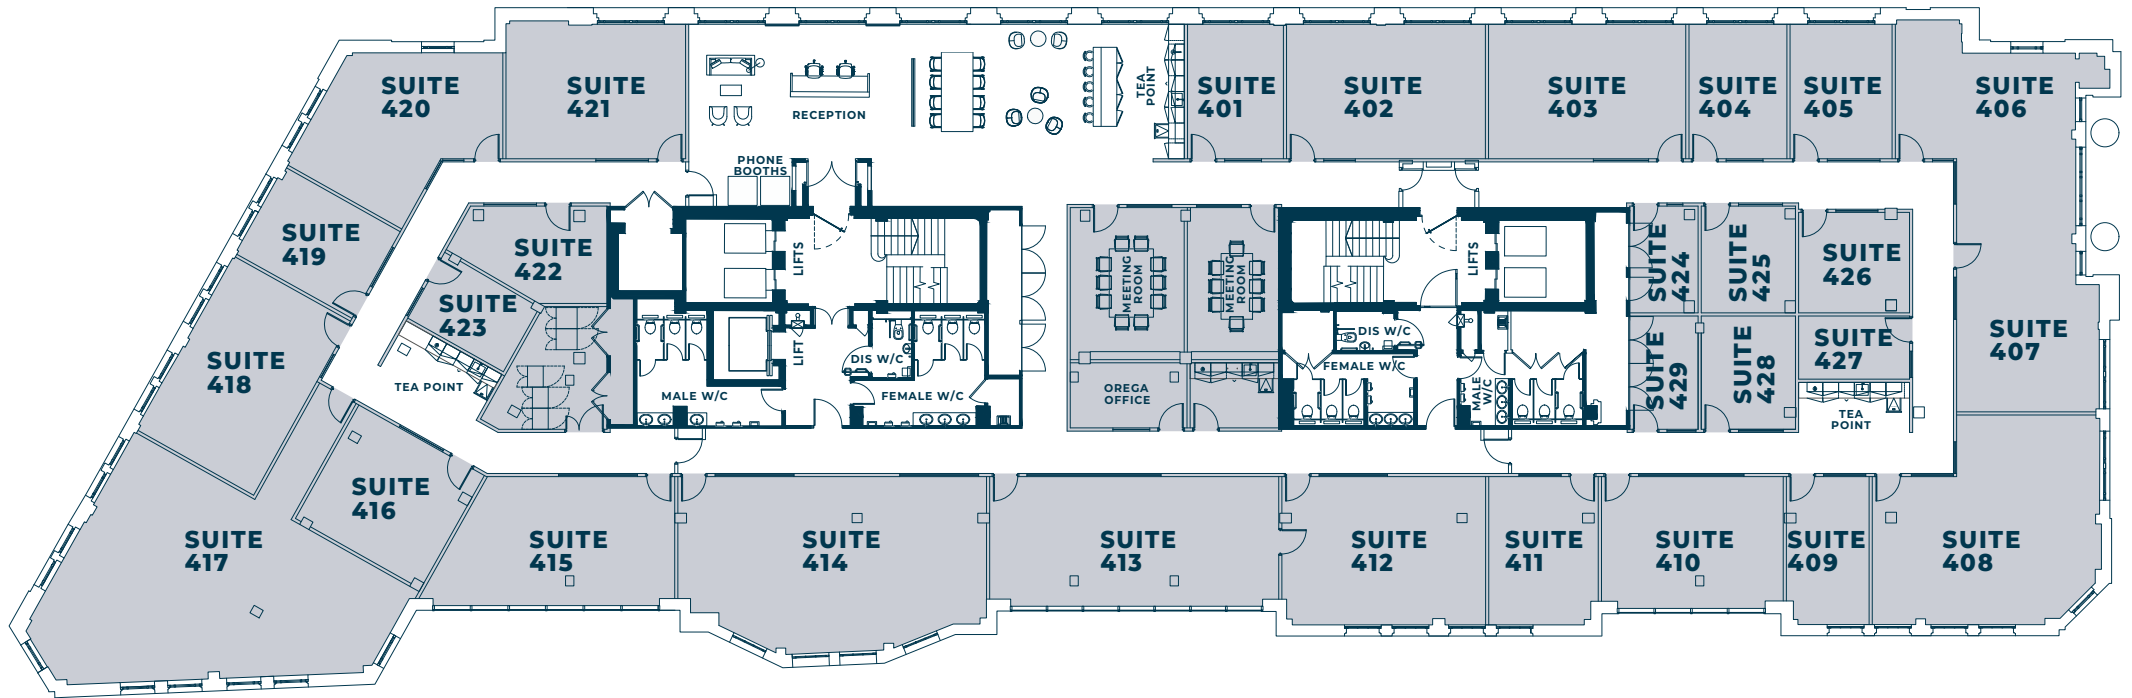 SUITE
420
SUITE
421
RECEPTION
PHONE
BOOTHS
TEA
POINT
SUITE
401
SUITE
402
SUITE
403
SUITE
404
SUITE
405
SUITE
406
SUITE
419
SUITE
422
SUITE
423
LIFTS
MEETING
ROOM
MEETING
ROOM
LIFTS
SUITE
424
SUITE
425
SUITE
426
SUITE
418
TEA POINT
LIFT
DIS W/C
MALE W/C
FEMALE W/C
OREGA
OFFICE
DIS W/C
FEMALE W/C
MALE
W/C
SUITE
429
SUITE
428
SUITE
427
TEA
POINT
SUITE
407
SUITE
417
SUITE
416
SUITE
415
SUITE
414
SUITE
413
SUITE
412
SUITE
411
SUITE
410
SUITE
409
SUITE
408